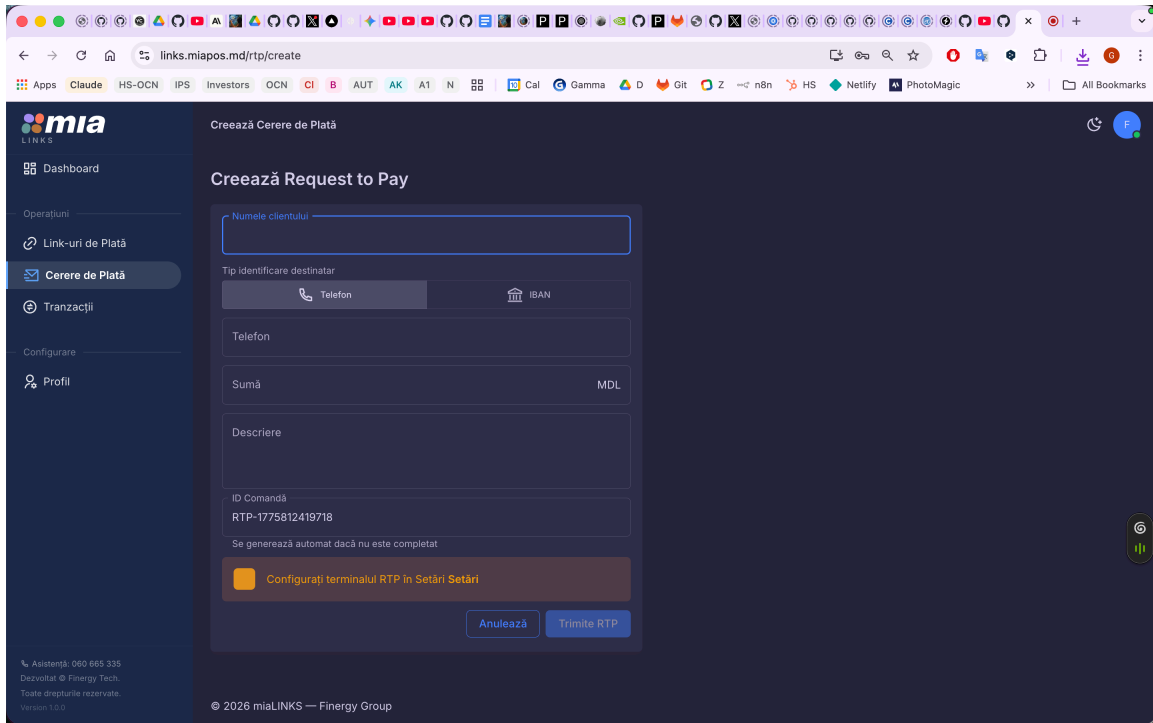 links.miapos.md/rtp/create
Apps Claude HS-OCN IPS Investors OCN CI B AUT AK A1 N 10 Cal Gamma D Git Z n8n HS Netlify PhotoMagic » All Bookmarks
mia
LINKS
Creează Cerere de Plată
F
Dashboard
Creează Request to Pay
Operațiuni
Numele clientului
Link-uri de Plată
Cerere de Plată
Tip identificare destinatar
Telefon IBAN
Tranzacții
Telefon
Configurare
Profil
Sumă MDL
Descriere
ID Comandă
RTP-1775812419718
Se generează automat dacă nu este completat
Configurați terminalul RTP în Setări Setări
Anulează Trimite RTP
Asistență: 060 665 335
Dezvoltat © Finergy Tech.
Toate drepturile rezervate.
Version 1.0.0
© 2026 miaLINKS — Finergy Group